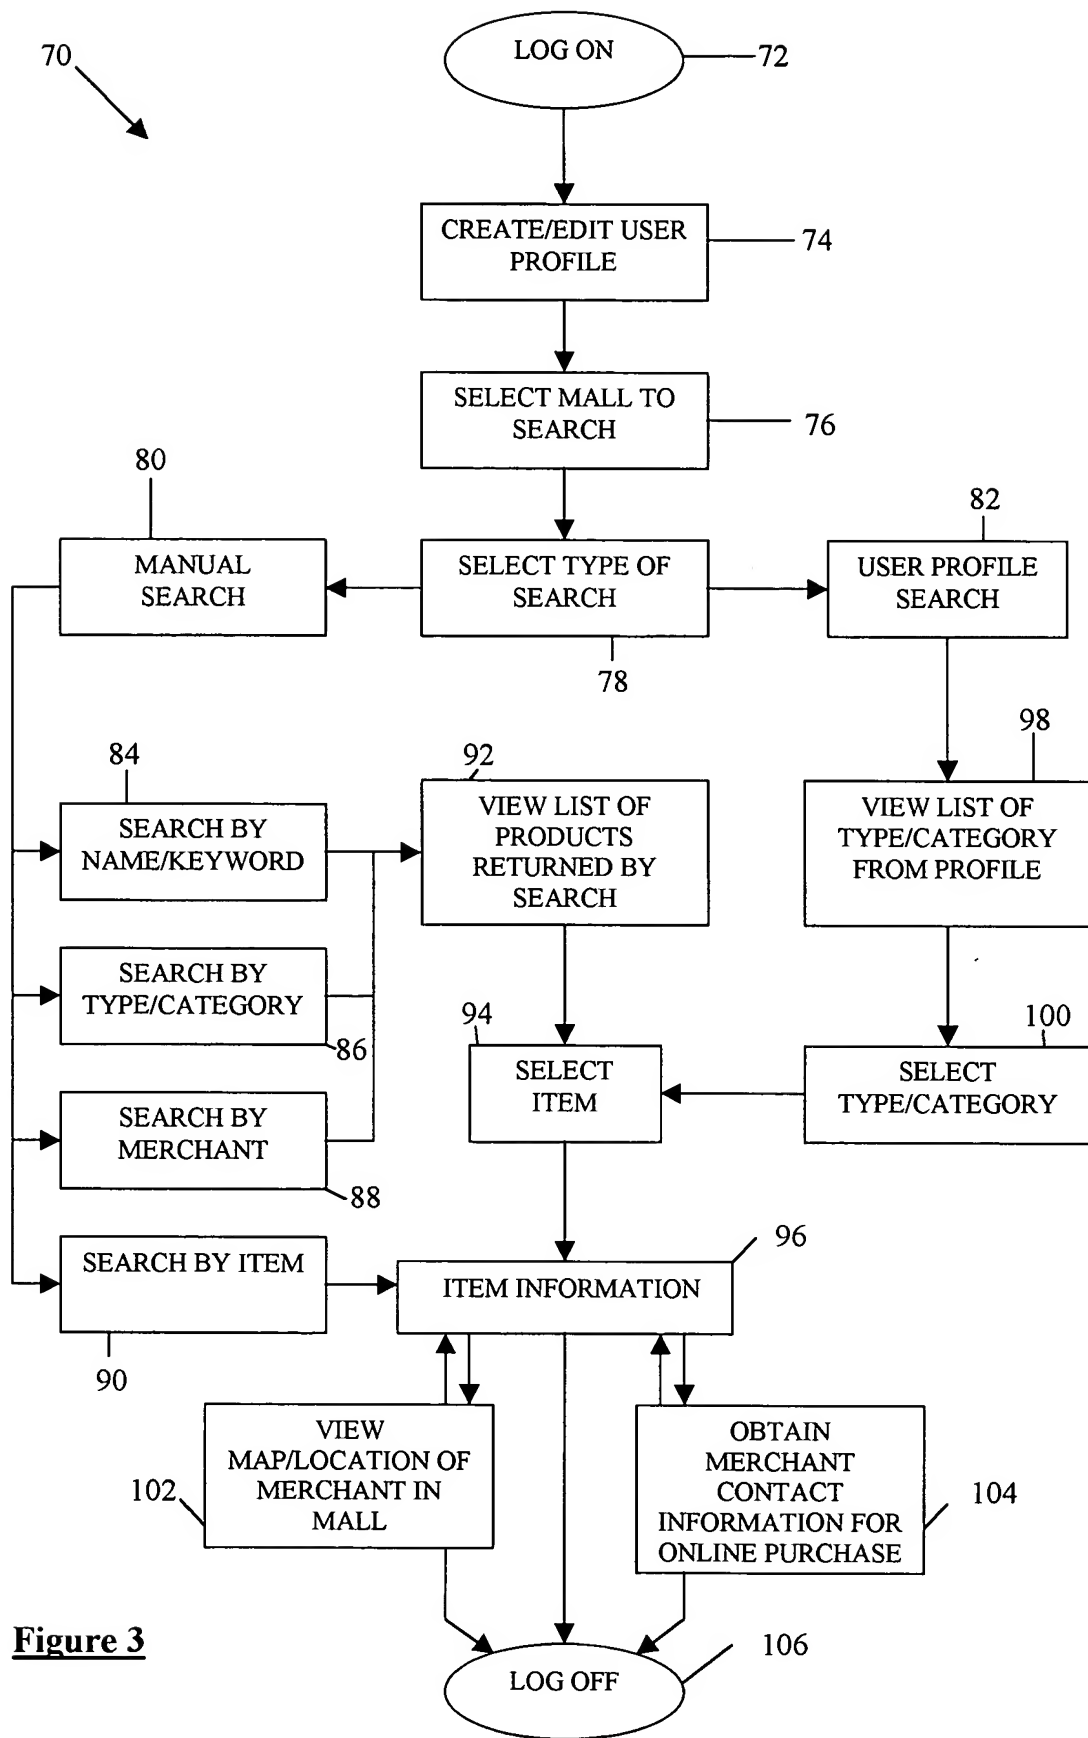 70
LOG ON
72
CREATE/EDIT USER
PROFILE
74
SELECT MALL TO
SEARCH
76
80
82
MANUAL
SEARCH
SELECT TYPE OF
SEARCH
USER PROFILE
SEARCH
78
84
92
98
SEARCH BY
NAME/KEYWORD
VIEW LIST OF
PRODUCTS
RETURNED BY
SEARCH
VIEW LIST OF
TYPE/CATEGORY
FROM PROFILE
SEARCH BY
TYPE/CATEGORY
86
94
100
SELECT
ITEM
SELECT
TYPE/CATEGORY
SEARCH BY
MERCHANT
88
96
SEARCH BY ITEM
ITEM INFORMATION
90
VIEW
MAP/LOCATION OF
MERCHANT IN
MALL
102
OBTAIN
MERCHANT
CONTACT
INFORMATION FOR
ONLINE PURCHASE
104
Figure 3
LOG OFF
106